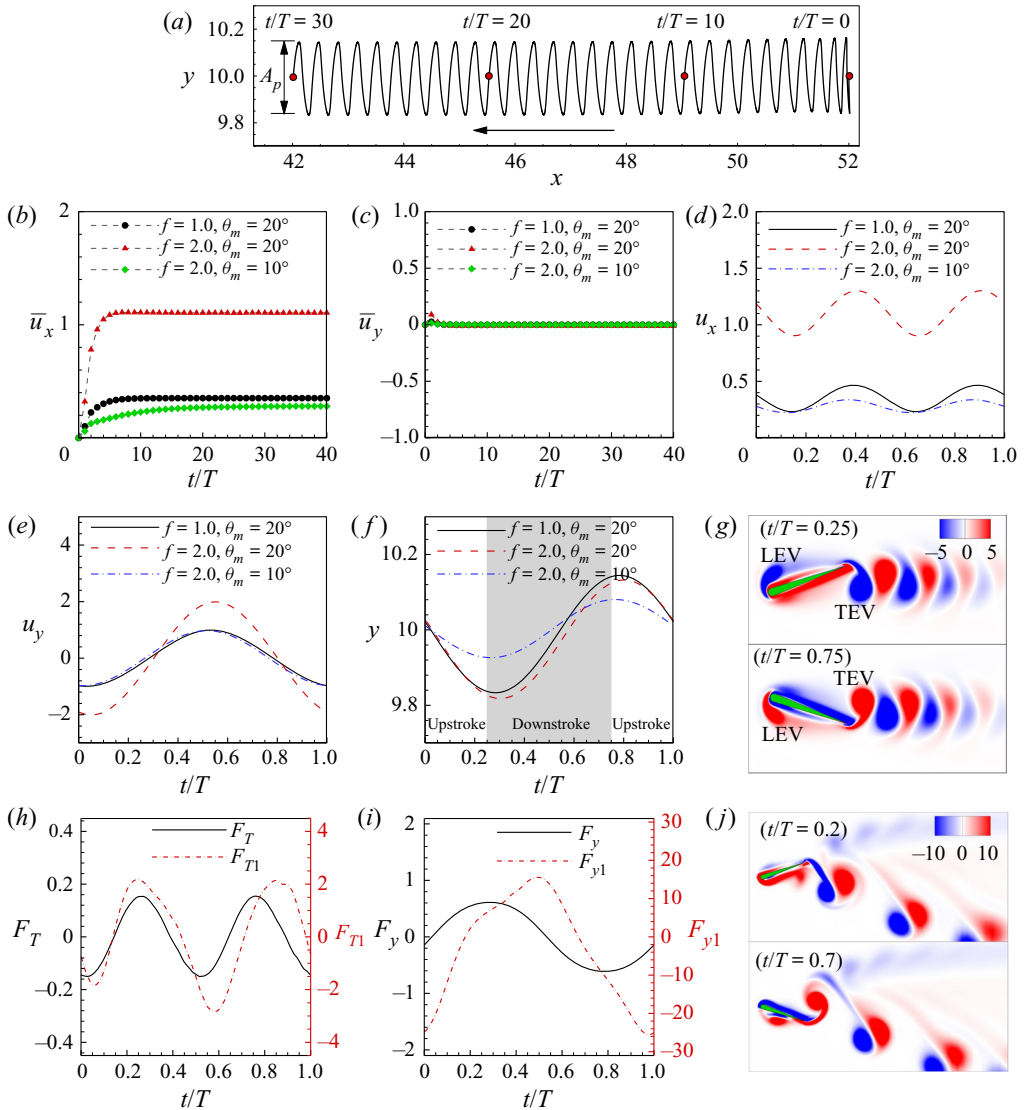 (a)
t/T = 30
t/T = 20
t/T = 10
t/T = 0
10.2
10.0
9.8
y
A_p
42
44
46
48
50
52
x
(b)
f = 1.0, θ_m = 20°
f = 2.0, θ_m = 20°
f = 2.0, θ_m = 10°
2
1
0
10
20
30
40
u̅_x
t/T
(c)
f = 1.0, θ_m = 20°
f = 2.0, θ_m = 20°
f = 2.0, θ_m = 10°
1.0
0.5
0
−0.5
−1.0
0
10
20
30
40
u̅_y
t/T
(d)
f = 1.0, θ_m = 20°
f = 2.0, θ_m = 20°
f = 2.0, θ_m = 10°
2.0
1.5
1.0
0.5
0
0.2
0.4
0.6
0.8
1.0
u_x
t/T
(e)
f = 1.0, θ_m = 20°
f = 2.0, θ_m = 20°
f = 2.0, θ_m = 10°
4
2
0
−2
0
0.2
0.4
0.6
0.8
1.0
u_y
t/T
(f)
f = 1.0, θ_m = 20°
f = 2.0, θ_m = 20°
f = 2.0, θ_m = 10°
10.2
10
9.8
Upstroke
Downstroke
Upstroke
0
0.2
0.4
0.6
0.8
1.0
y
t/T
(g)
(t/T = 0.25)
−5 0 5
LEV
TEV
(t/T = 0.75)
TEV
LEV
(h)
F_T
F_T1
0.4
0.2
0
−0.2
−0.4
4
2
0
−2
−4
F_T
F_T1
0
0.2
0.4
0.6
0.8
1.0
t/T
(i)
F_y
F_y1
2
1
0
−1
−2
30
20
10
0
−10
−20
−30
F_y
F_y1
0
0.2
0.4
0.6
0.8
1.0
t/T
(j)
(t/T = 0.2)
−10 0 10
(t/T = 0.7)